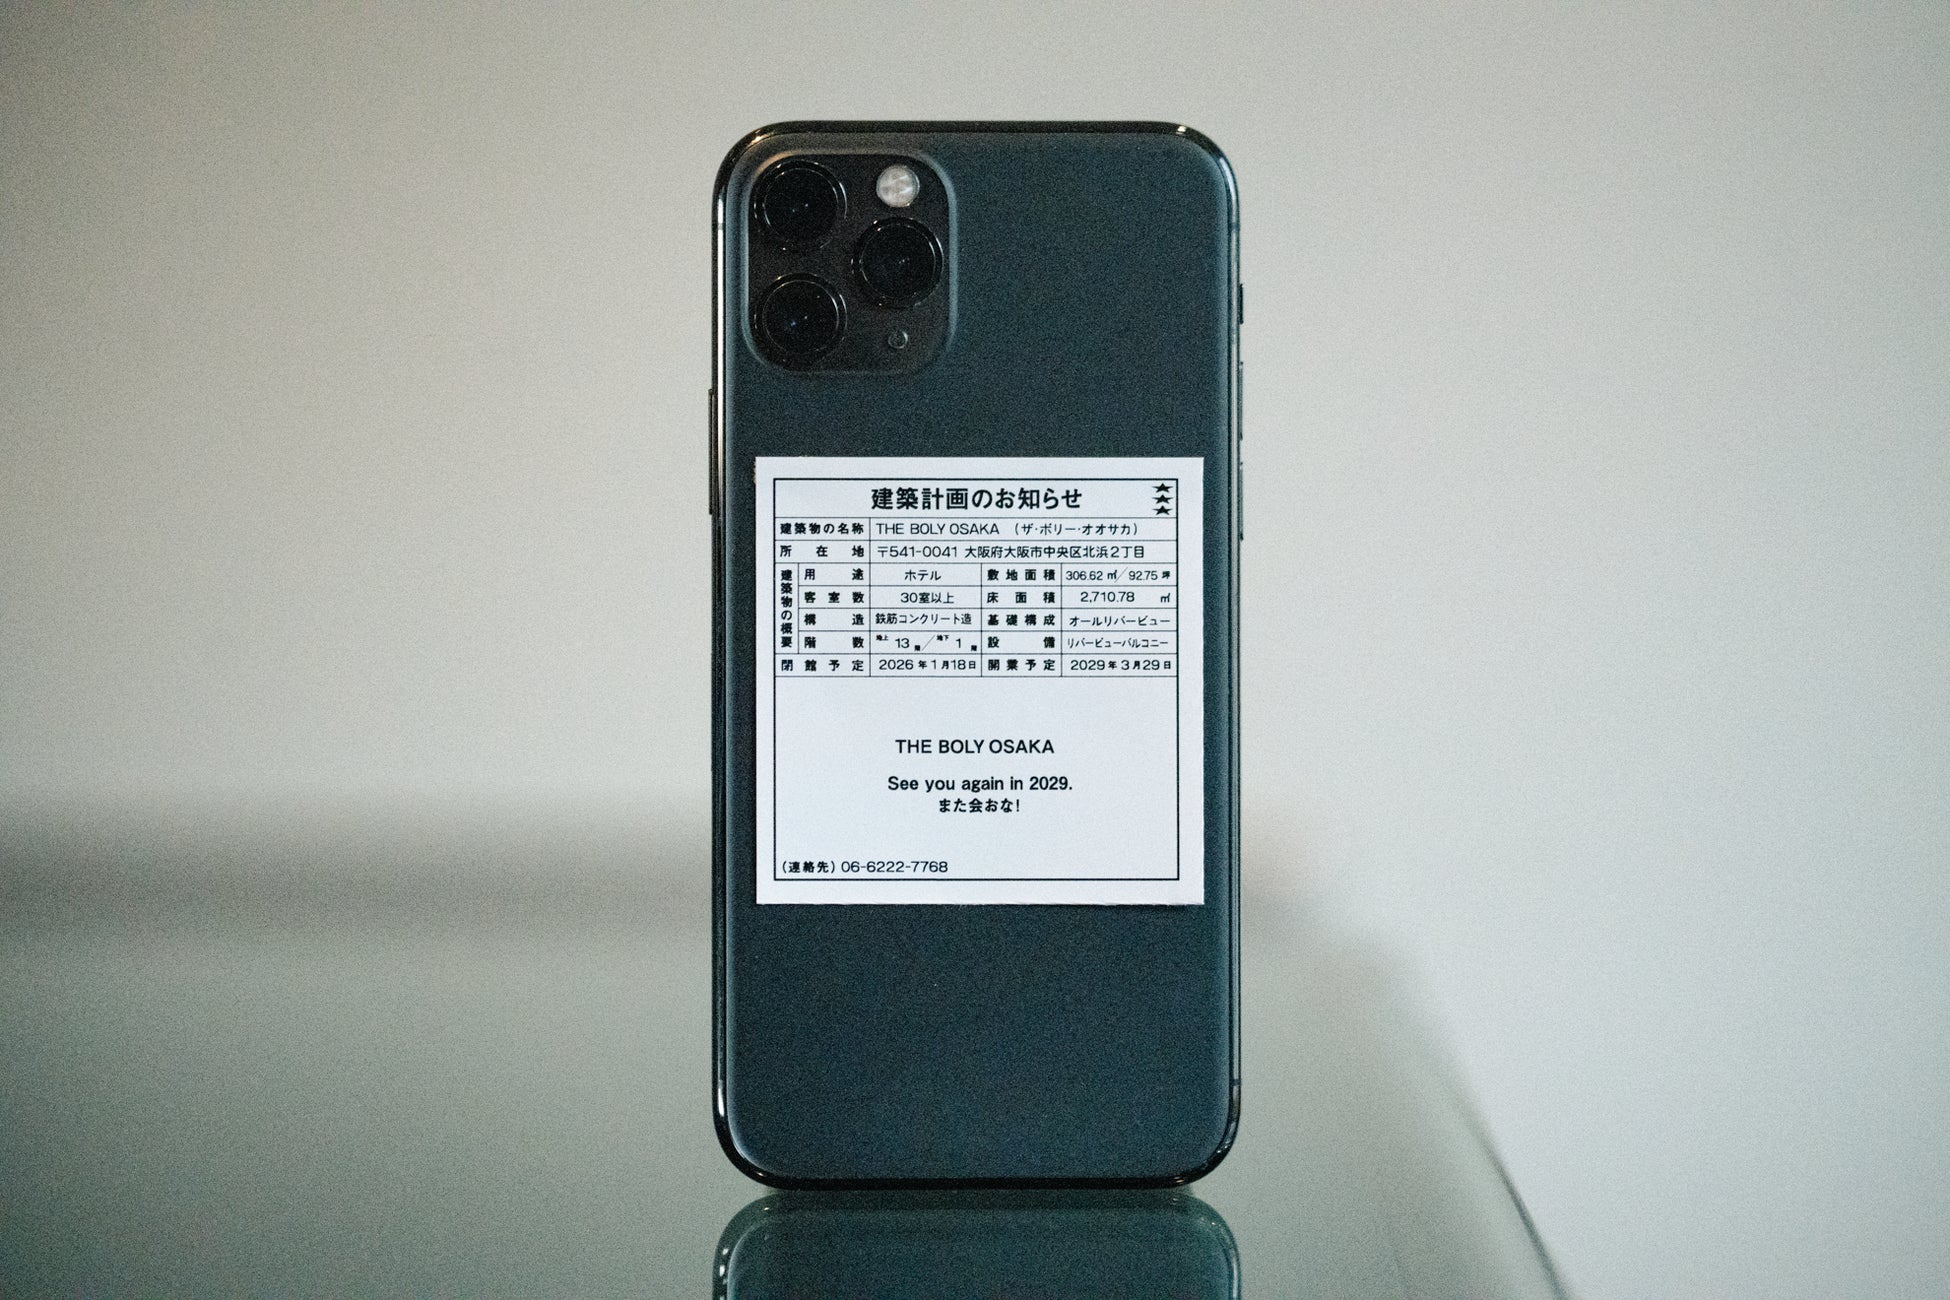 建築計画のお知らせ
建築物の名称 THE BOLY OSAKA (ザ・ボリー・オオサカ)
所在地 〒541-0041 大阪府大阪市中央区北浜2丁目
建築物の概要
用途 ホテル 敷地面積 306.62㎡/92.75坪
客室数 30室以上 床面積 2,710.78 ㎡
構造 鉄筋コンクリート造 基礎構成 オールリバービュー
階数 地上13階/地下1階 設備 リバービューバルコニー
閉館予定 2026年1月18日 開業予定 2029年3月29日
THE BOLY OSAKA
See you again in 2029.
また会おな!
(連絡先) 06-6222-7768